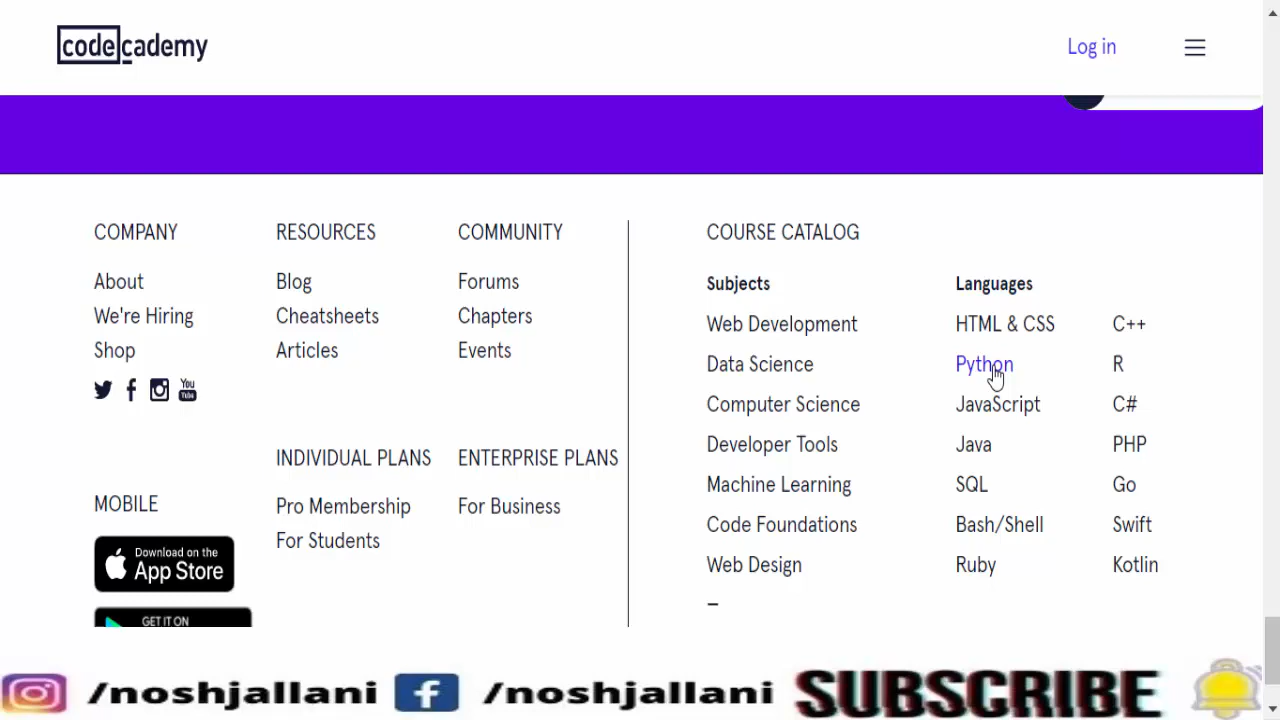 codecademy
Log in
COMPANY
About
We're Hiring
Shop
You
Tube
MOBILE
Download on the
App Store
GET IT ON
RESOURCES
Blog
Cheatsheets
Articles
INDIVIDUAL PLANS
Pro Membership
For Students
COMMUNITY
Forums
Chapters
Events
ENTERPRISE PLANS
For Business
COURSE CATALOG
Subjects
Web Development
Data Science
Computer Science
Developer Tools
Machine Learning
Code Foundations
Web Design
–
Languages
HTML & CSS
Python
JavaScript
Java
SQL
Bash/Shell
Ruby
C++
R
C#
PHP
Go
Swift
Kotlin
/noshjallani
f /noshjallani
SUBSCRIBE